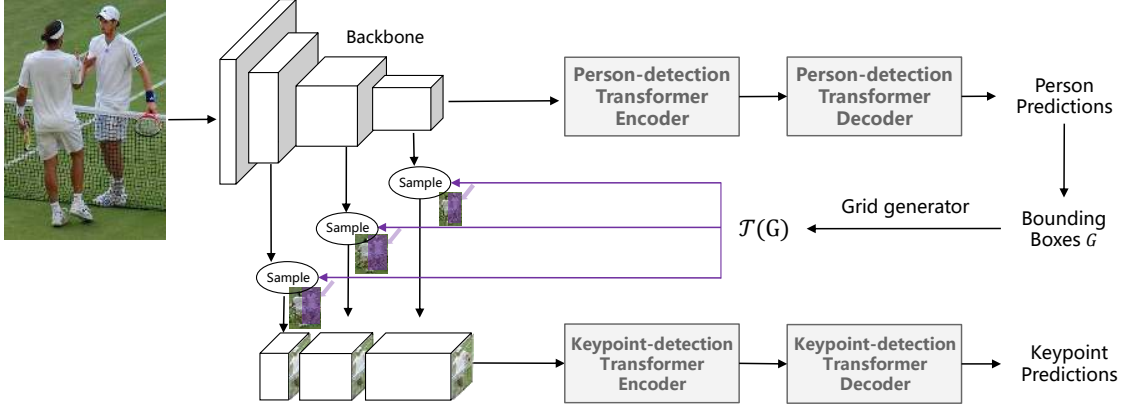 Backbone
Person-detection
Transformer
Encoder
Person-detection
Transformer
Decoder
Person
Predictions
Sample
Sample
Sample
𝒯(G)
Grid generator
Bounding
Boxes G
Keypoint-detection
Transformer
Encoder
Keypoint-detection
Transformer
Decoder
Keypoint
Predictions